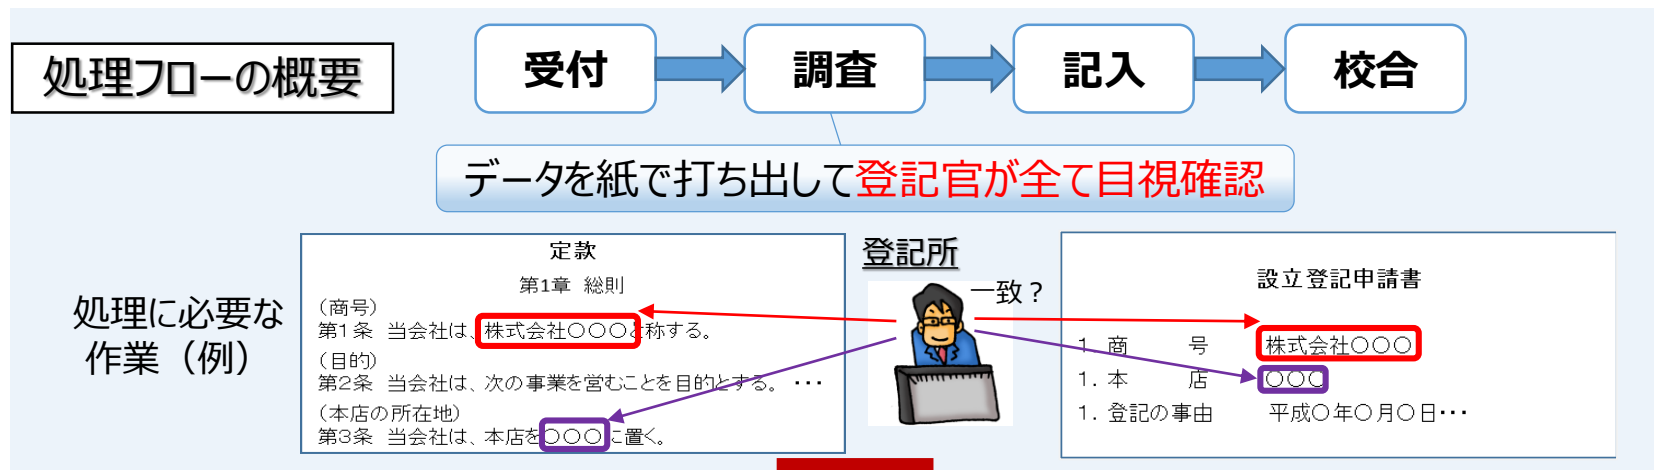 処理フローの概要
受付
調査
記入
校合
データを紙で打ち出して登記官が全て目視確認
処理に必要な
作業（例）
定款
第1章 総則
（商号）
第1条 当会社は、株式会社○○○と称する。
（目的）
第2条 当会社は、次の事業を営むことを目的とする。・・・
（本店の所在地）
第3条 当会社は、本店を○○○に置く。
登記所
一致？
設立登記申請書
1．商 号 株式会社○○○
1．本 店 ○○○
1．登記の事由 平成○年○月○日・・・